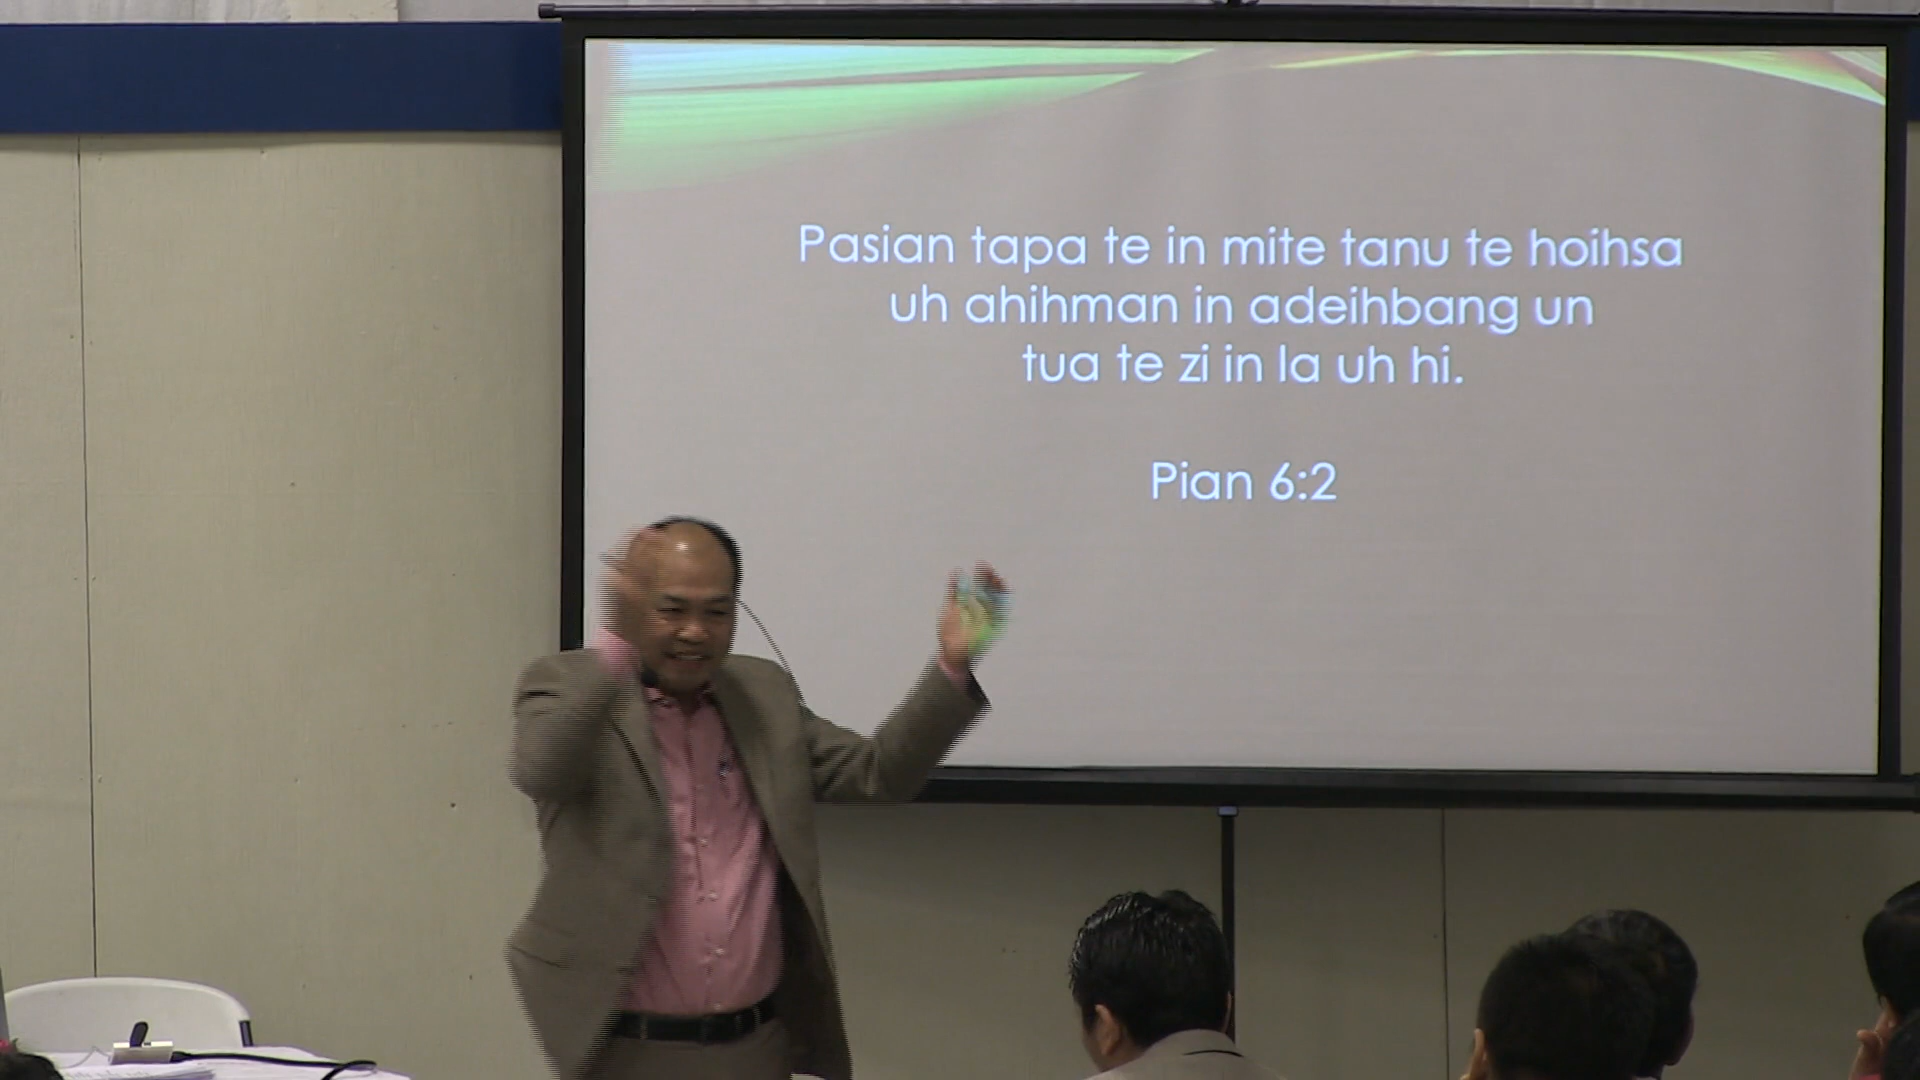 Pasian tapa te in mite tanu te hoihsa
uh ahihman in adeihbang un
tua te zi in la uh hi.
Pian 6:2